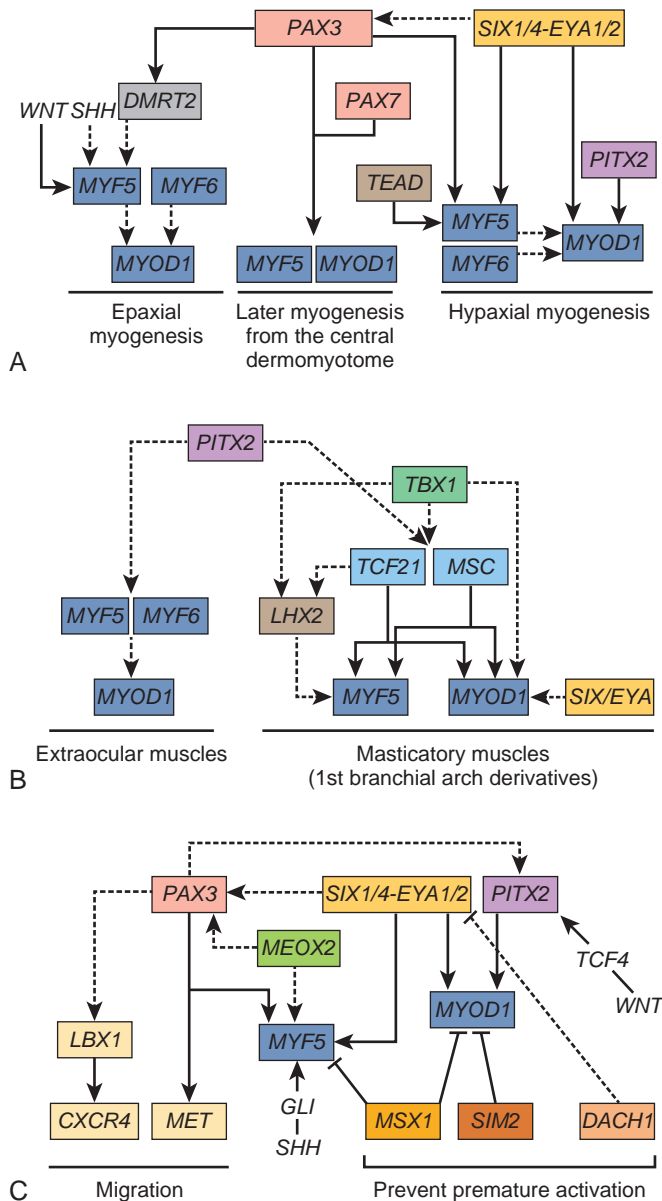 PAX3 SIX1/4-EYA1/2
WNT SHH DMRT2 PAX7
PITX2
TEAD
MYF5 MYF6 MYF5
MYOD1
MYOD1 MYF5 MYOD1 MYF6
Epaxial
myogenesis
Later myogenesis
from the central
dermomyotome
Hypaxial myogenesis
A
PITX2
TBX1
TCF21 MSC
LHX2
MYF5 MYF6
MYOD1 MYF5 MYOD1 SIX/EYA
Extraocular muscles
Masticatory muscles
(1st branchial arch derivatives)
B
PAX3 SIX1/4-EYA1/2 PITX2
MEOX2
TCF4
WNT
LBX1 MYF5 MYOD1
GLI
SHH
CXCR4 MET MSX1 SIM2 DACH1
Migration
Prevent premature activation
C